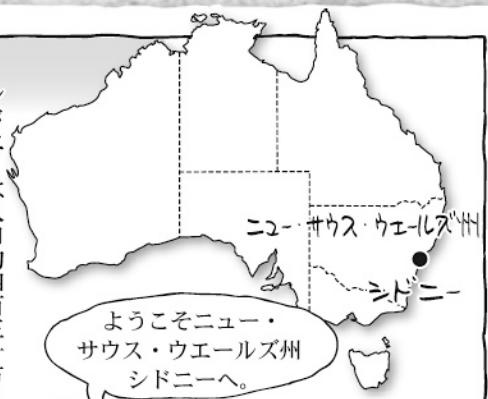 ニュー・サウス・ウエールズ州
シドニー
ようこそニュー・
サウス・ウエールズ州
シドニーへ。